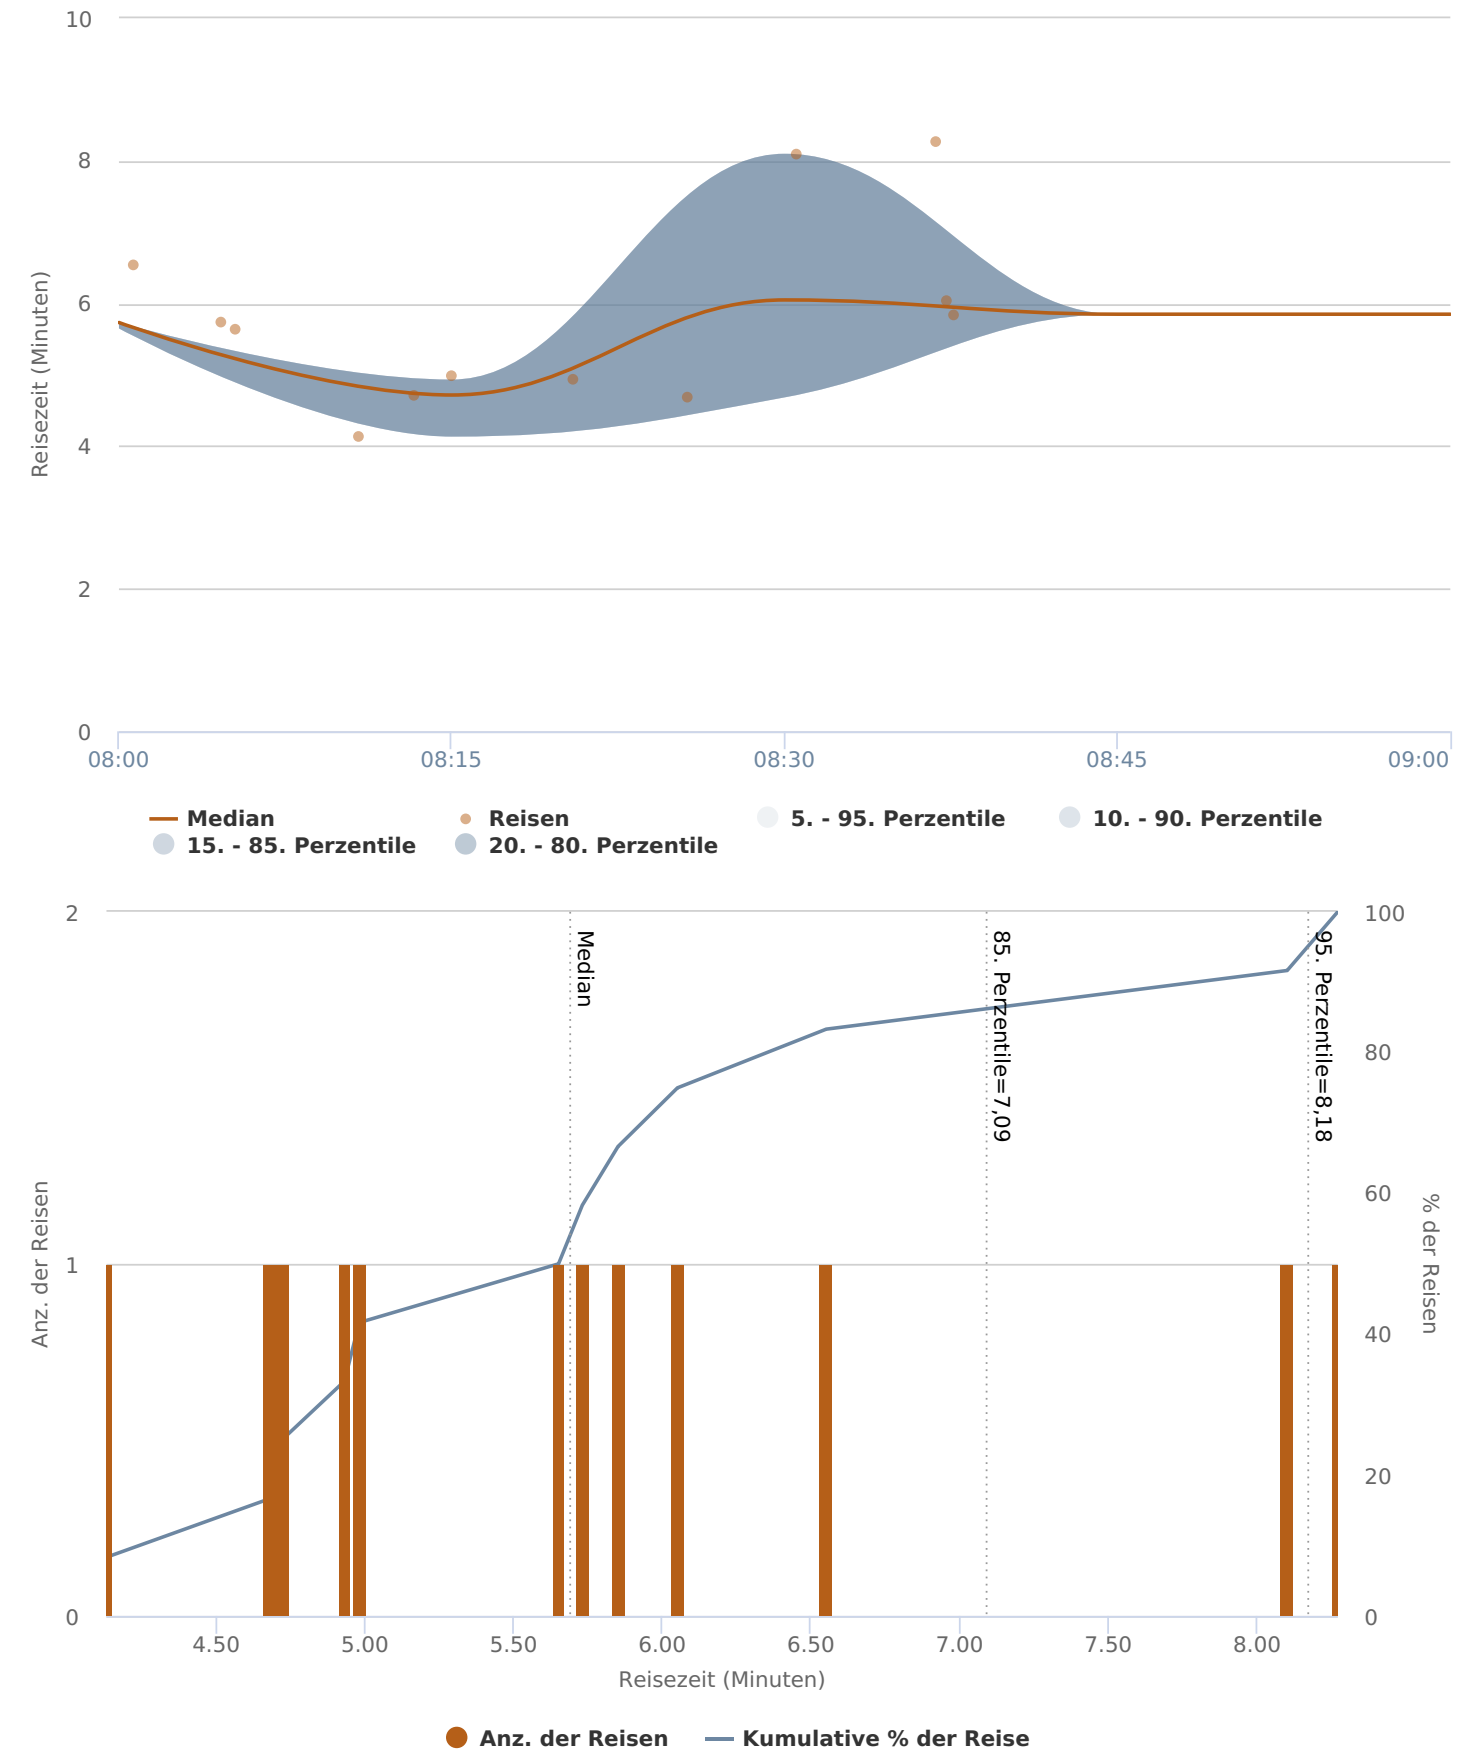 10
8
6
4
2
0
Reisezeit (Minuten)
08:00 08:15 08:30 08:45 09:00
Median Reisen 5. - 95. Perzentile 10. - 90. Perzentile
15. - 85. Perzentile 20. - 80. Perzentile
2
1
0
Anz. der Reisen
Median
85. Perzentile=7,09
95. Perzentile=8,18
100
80
60
40
20
0
% der Reisen
4.50 5.00 5.50 6.00 6.50 7.00 7.50 8.00
Reisezeit (Minuten)
Anz. der Reisen Kumulative % der Reise